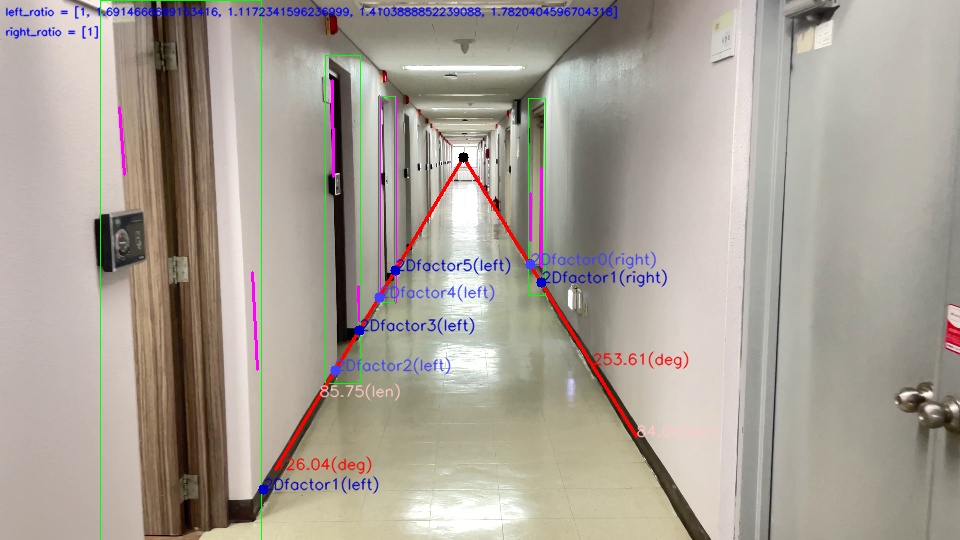 left_ratio = [1, 1.6914666689153416, 1.1172341596236999, 1.4103888852239088, 1.7820404596704318]
right_ratio = [1]
2Dfactor0(right)
2Dfactor5(left)
2Dfactor1(right)
2Dfactor4(left)
2Dfactor3(left)
253.61(deg)
2Dfactor2(left)
85.75(len)
26.04(deg)
2Dfactor1(left)